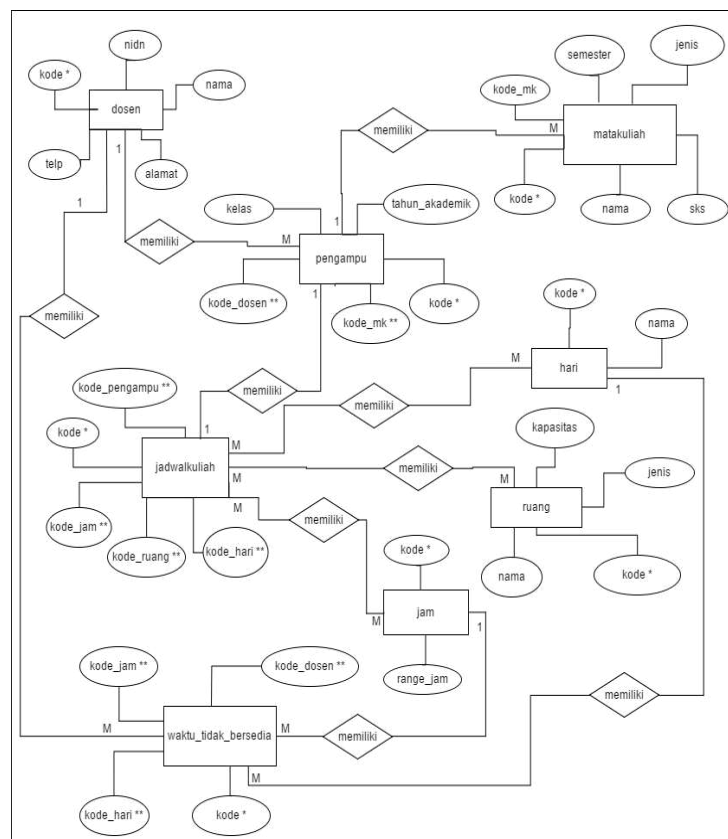 nidn
kode *
nama
dosen
telp
alamat
1
1
semester
jenis
kode_mk
matakuliah
M
kode *
nama
sks
memiliki
1
kelas
tahun_akademik
memiliki
M
pengampu
kode_dosen **
1
kode_mk **
kode *
memiliki
kode *
nama
M
hari
1
kode_pengampu **
memiliki
memiliki
kode *
1
M
jadwalkuliah
M
M
kode_jam **
kode_ruang **
kode_hari **
memiliki
kapasitas
jenis
M
ruang
nama
kode *
memiliki
kode *
jam
M
1
range_jam
kode_jam **
kode_dosen **
memiliki
M
waktu_tidak_bersedia
M
memiliki
M
kode_hari **
kode *